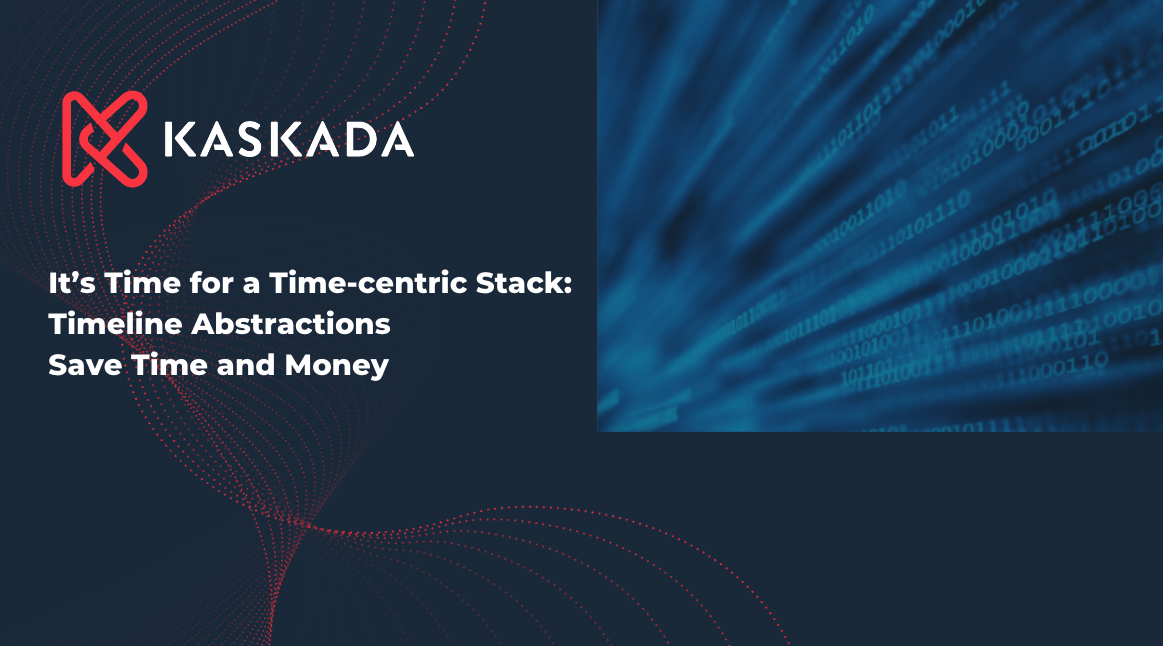 KASKADA
It’s Time for a Time-centric Stack:
Timeline Abstractions
Save Time and Money